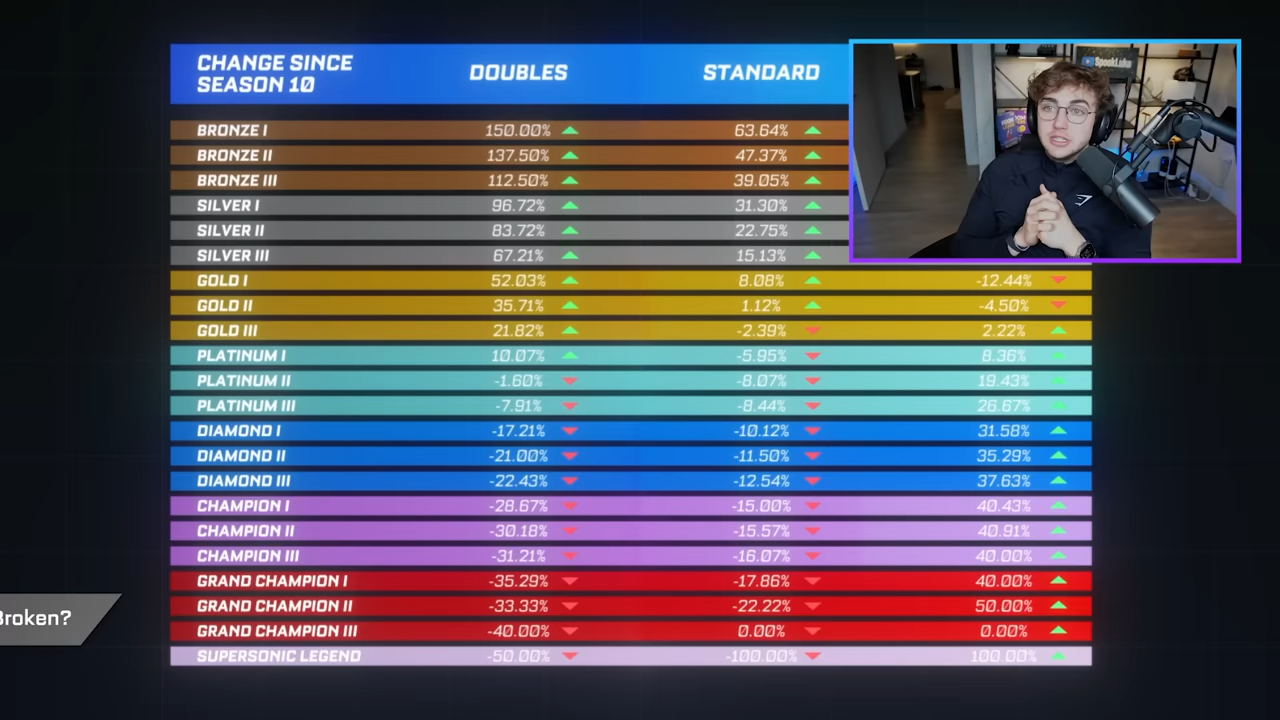 CHANGE SINCE
SEASON 10
DOUBLES
STANDARD
SpookLuke
BRONZE I 150.00% 63.64%
BRONZE II 137.50% 47.37%
BRONZE III 112.50% 39.05%
SILVER I 96.72% 31.30%
SILVER II 83.72% 22.75%
SILVER III 67.21% 15.13%
GOLD I 52.03% 8.08% -12.44%
GOLD II 35.71% 1.12% -4.50%
GOLD III 21.82% -2.39% 2.22%
PLATINUM I 10.07% -5.95% 8.36%
PLATINUM II -1.60% -8.07% 19.43%
PLATINUM III -7.91% -8.44% 26.67%
DIAMOND I -17.21% -10.12% 31.58%
DIAMOND II -21.00% -11.50% 35.29%
DIAMOND III -22.43% -12.54% 37.63%
CHAMPION I -28.67% -15.00% 40.43%
CHAMPION II -30.18% -15.57% 40.91%
CHAMPION III -31.21% -16.07% 40.00%
GRAND CHAMPION I -35.29% -17.86% 40.00%
GRAND CHAMPION II -33.33% -22.22% 50.00%
GRAND CHAMPION III -40.00% 0.00% 0.00%
SUPERSONIC LEGEND -50.00% -100.00% 100.00%
Broken?